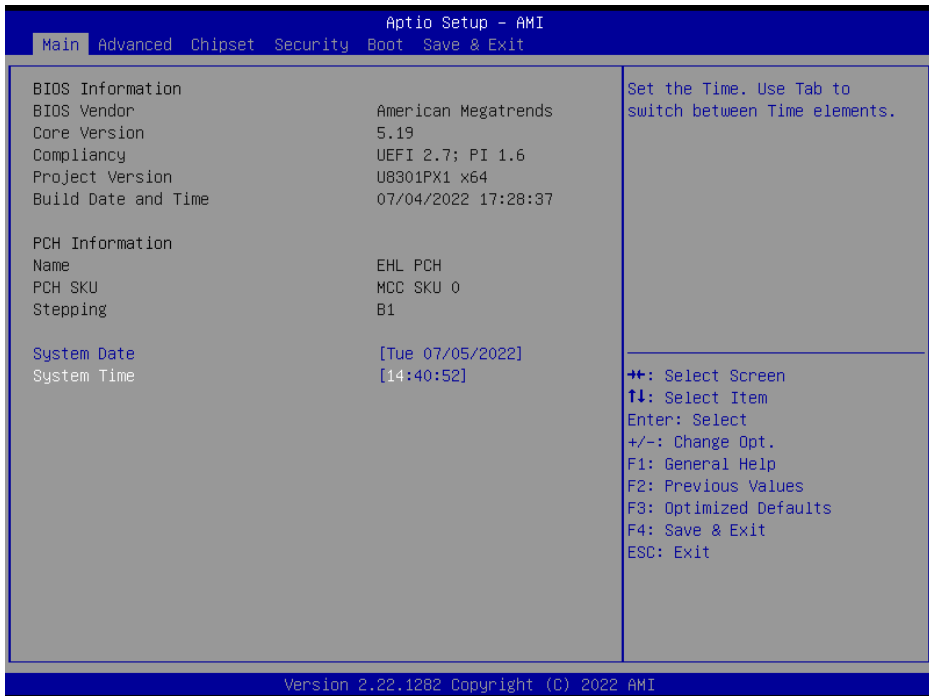 Aptio Setup - AMI
Main Advanced Chipset Security Boot Save & Exit
BIOS Information
BIOS Vendor American Megatrends
Core Version 5.19
Compliancy UEFI 2.7; PI 1.6
Project Version U8301PX1 x64
Build Date and Time 07/04/2022 17:28:37
PCH Information
Name EHL PCH
PCH SKU MCC SKU 0
Stepping B1
System Date [Tue 07/05/2022]
System Time [14:40:52]
Set the Time. Use Tab to
switch between Time elements.
→←: Select Screen
↑↓: Select Item
Enter: Select
+/-: Change Opt.
F1: General Help
F2: Previous Values
F3: Optimized Defaults
F4: Save & Exit
ESC: Exit
Version 2.22.1282 Copyright (C) 2022 AMI